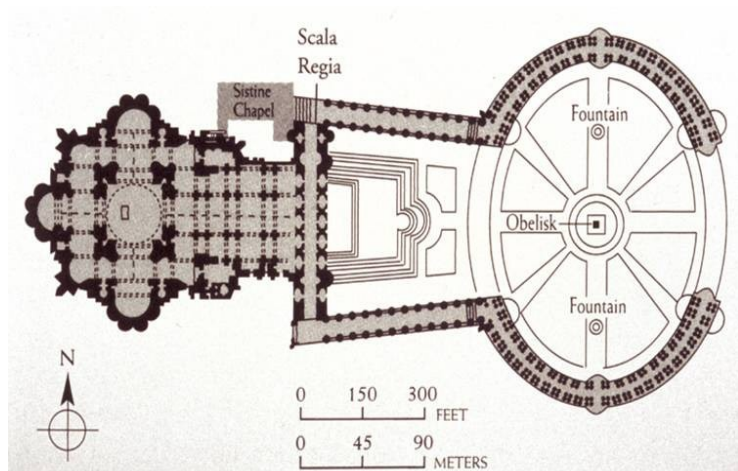 Scala
Regia
Sistine
Chapel
Fountain
Obelisk
Fountain
N
0 150 300
FEET
0 45 90
METERS